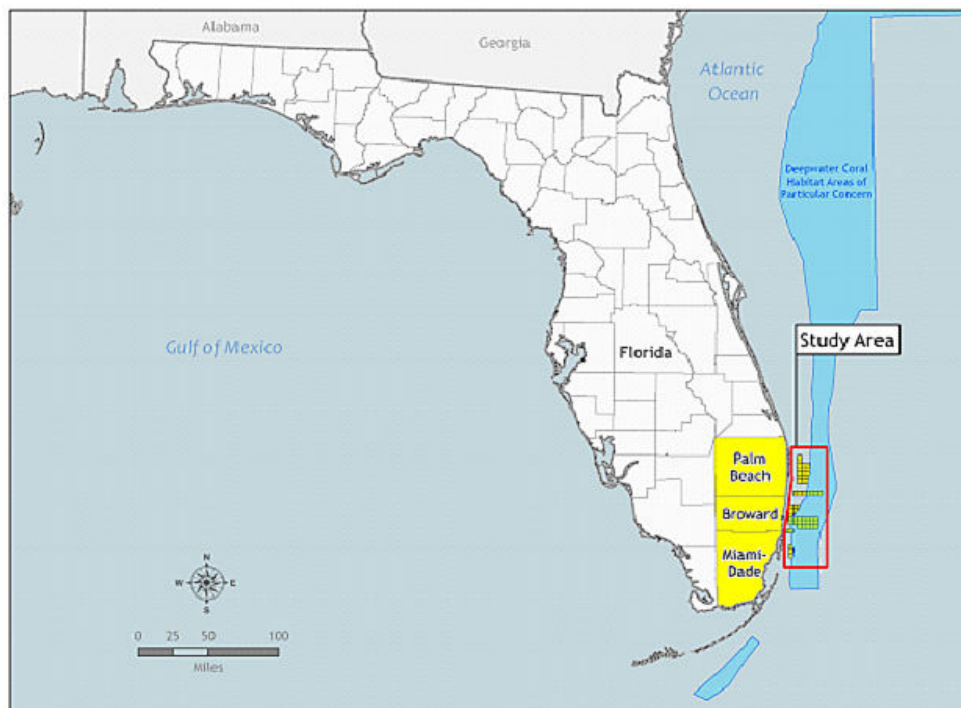 Alabama
Georgia
Atlantic
Ocean
Deepwater Coral
Habitat Areas of
Particular Concern
Study Area
Gulf of Mexico
Florida
Palm
Beach
Broward
Miami-
Dade
N
W
E
S
0 25 50 100
Miles